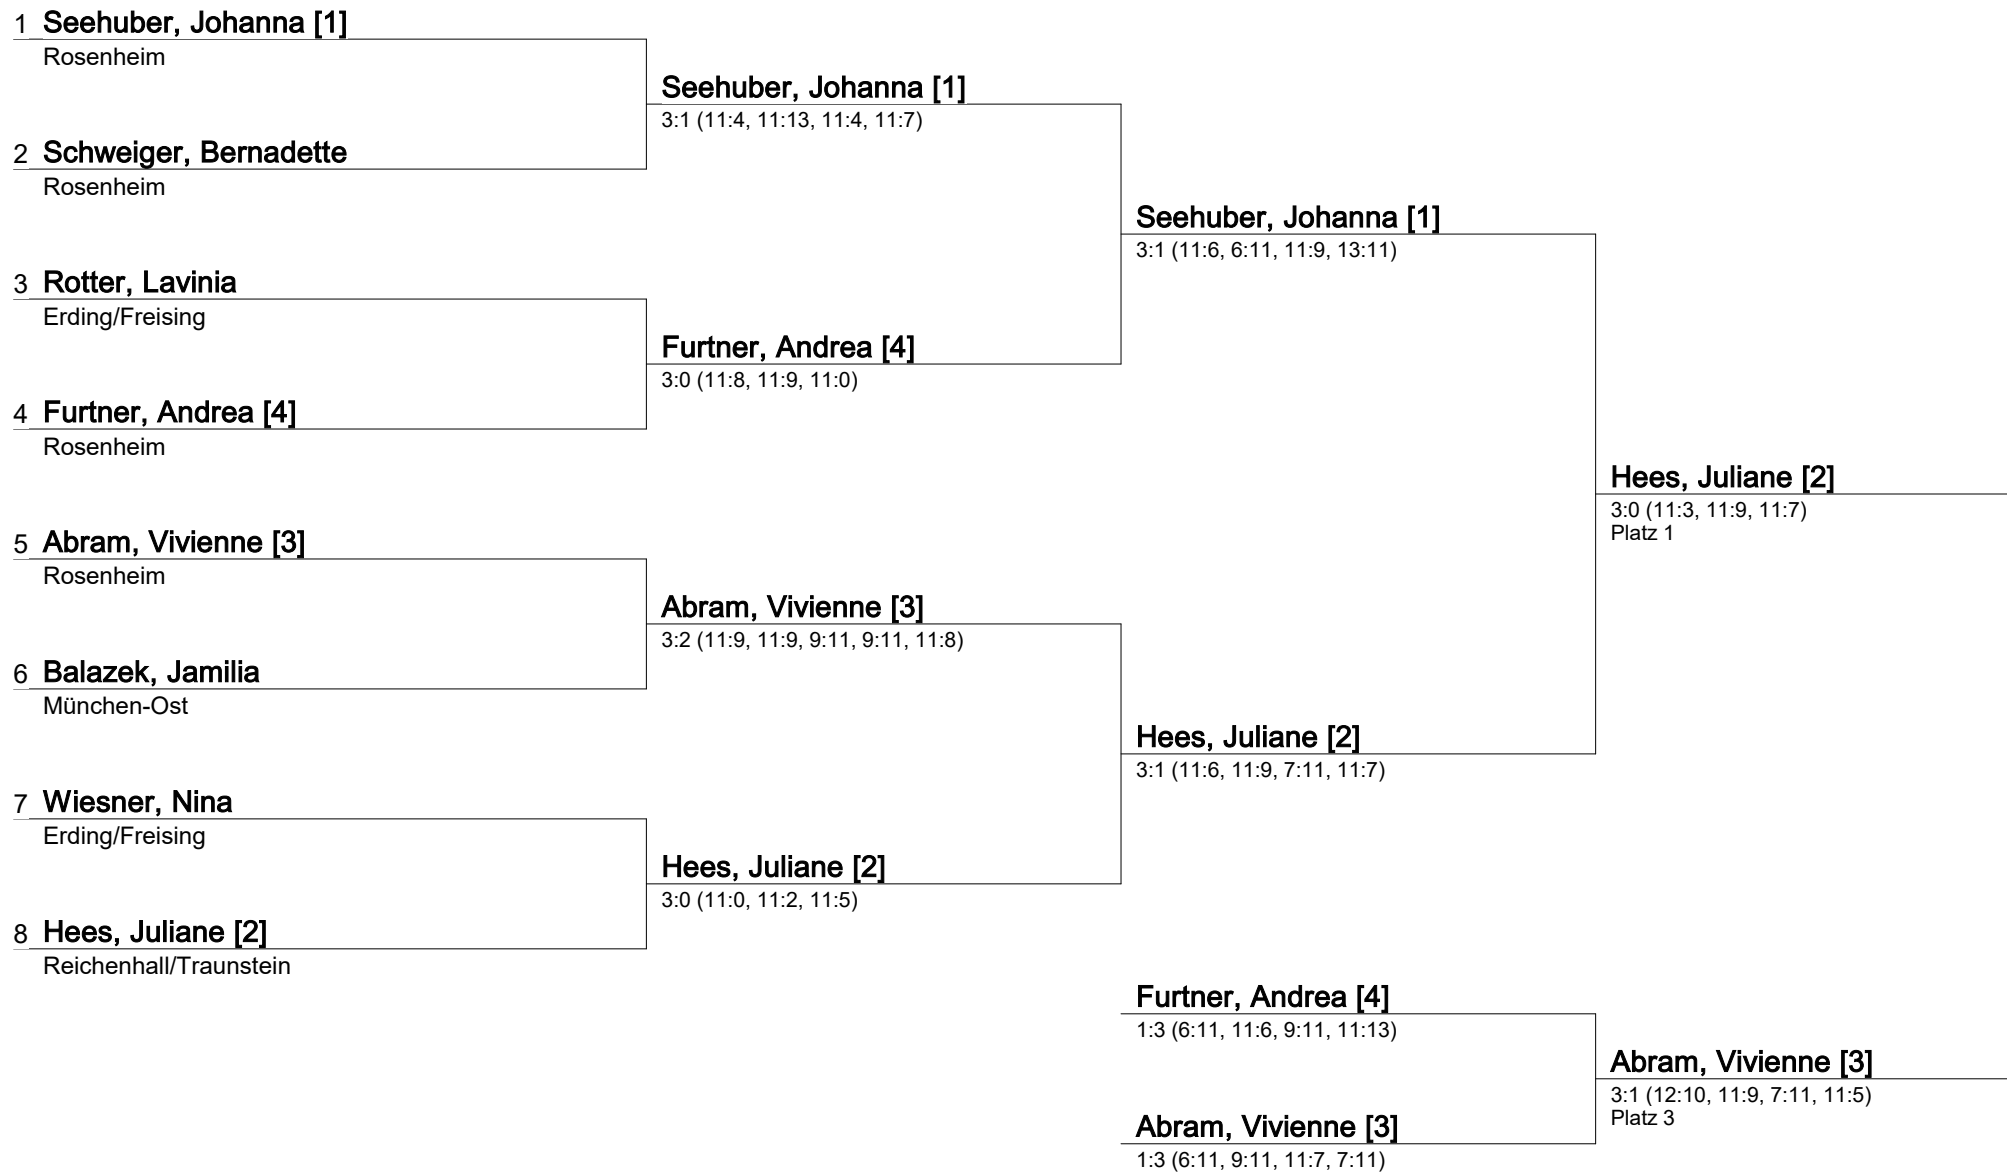 1 Seehuber, Johanna [1]
Rosenheim
Seehuber, Johanna [1]
3:1 (11:4, 11:13, 11:4, 11:7)
2 Schweiger, Bernadette
Rosenheim
Seehuber, Johanna [1]
3:1 (11:6, 6:11, 11:9, 13:11)
3 Rotter, Lavinia
Erding/Freising
Furtner, Andrea [4]
3:0 (11:8, 11:9, 11:0)
4 Furtner, Andrea [4]
Rosenheim
Hees, Juliane [2]
3:0 (11:3, 11:9, 11:7)
Platz 1
5 Abram, Vivienne [3]
Rosenheim
Abram, Vivienne [3]
3:2 (11:9, 11:9, 9:11, 9:11, 11:8)
6 Balazek, Jamilia
München-Ost
Hees, Juliane [2]
3:1 (11:6, 11:9, 7:11, 11:7)
7 Wiesner, Nina
Erding/Freising
Hees, Juliane [2]
3:0 (11:0, 11:2, 11:5)
8 Hees, Juliane [2]
Reichenhall/Traunstein
Furtner, Andrea [4]
1:3 (6:11, 11:6, 9:11, 11:13)
Abram, Vivienne [3]
3:1 (12:10, 11:9, 7:11, 11:5)
Platz 3
Abram, Vivienne [3]
1:3 (6:11, 9:11, 11:7, 7:11)